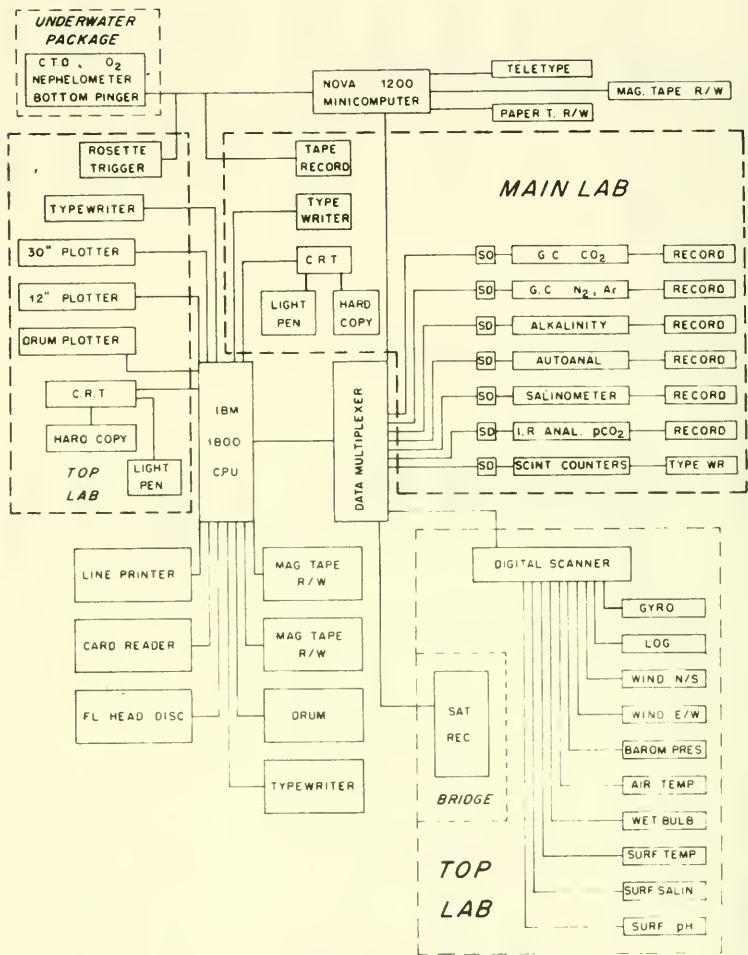 UNDERWATER
PACKAGE
C.T.D., O2
NEPHELOMETER
BOTTOM PINGER
NOVA 1200
MINICOMPUTER
TELETYPE
MAG. TAPE R/W
PAPER T. R/W
ROSETTE
TRIGGER
TYPEWRITER
30" PLOTTER
12" PLOTTER
DRUM PLOTTER
C.R.T
HARD COPY
LIGHT
PEN
TOP
LAB
TAPE
RECORD
TYPE
WRITER
C R T
LIGHT
PEN
HARD
COPY
MAIN LAB
SD
G.C CO2
RECORD
SD
G.C N2, Ar
RECORD
SD
ALKALINITY
RECORD
SD
AUTOANAL
RECORD
SD
SALINOMETER
RECORD
SD
I.R ANAL. pCO2
RECORD
SD
SCINT COUNTERS
TYPE WR
IBM
1800
CPU
DATA MULTIPLEXER
LINE PRINTER
CARD READER
FL HEAD DISC
MAG TAPE
R/W
MAG TAPE
R/W
DRUM
TYPEWRITER
DIGITAL SCANNER
GYRO
LOG
WIND N/S
WIND E/W
BAROM PRES
AIR TEMP
WET BULB
SURF TEMP
SURF SALIN
SURF pH
SAT
REC
BRIDGE
TOP
LAB